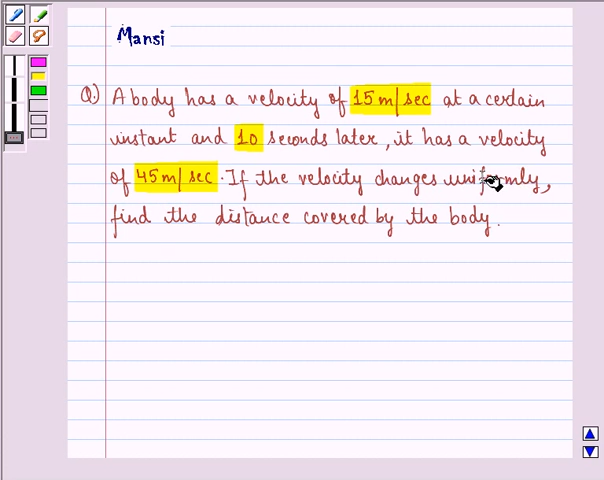 Mansi
Q.) A body has a velocity of 15 m/sec at a certain
instant and 10 seconds later, it has a velocity
of 45 m/sec. If the velocity changes uniformly,
find the distance covered by the body.